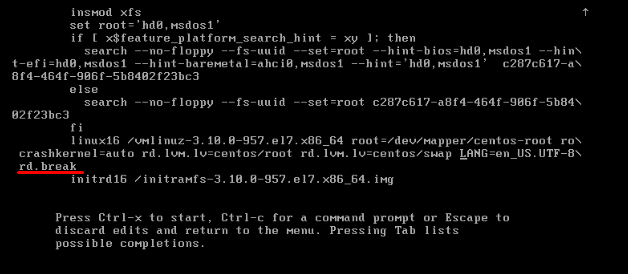 insmod xfs
set root='hd0,msdos1'
if [ x$feature_platform_search_hint = xy ]; then
search --no-floppy --fs-uuid --set=root --hint-bios=hd0,msdos1 --hin\
t-efi=hd0,msdos1 --hint-baremetal=ahci0,msdos1 --hint='hd0,msdos1'  c287c617-a\
8f4-464f-906f-5b8402f23bc3
else
search --no-floppy --fs-uuid --set=root c287c617-a8f4-464f-906f-5b84\
02f23bc3
fi
linux16 /vmlinuz-3.10.0-957.el7.x86_64 root=/dev/mapper/centos-root ro\
crashkernel=auto rd.lvm.lv=centos/root rd.lvm.lv=centos/swap LANG=en_US.UTF-8\
rd.break
initrd16 /initramfs-3.10.0-957.el7.x86_64.img
Press Ctrl-x to start, Ctrl-c for a command prompt or Escape to
discard edits and return to the menu. Pressing Tab lists
possible completions.